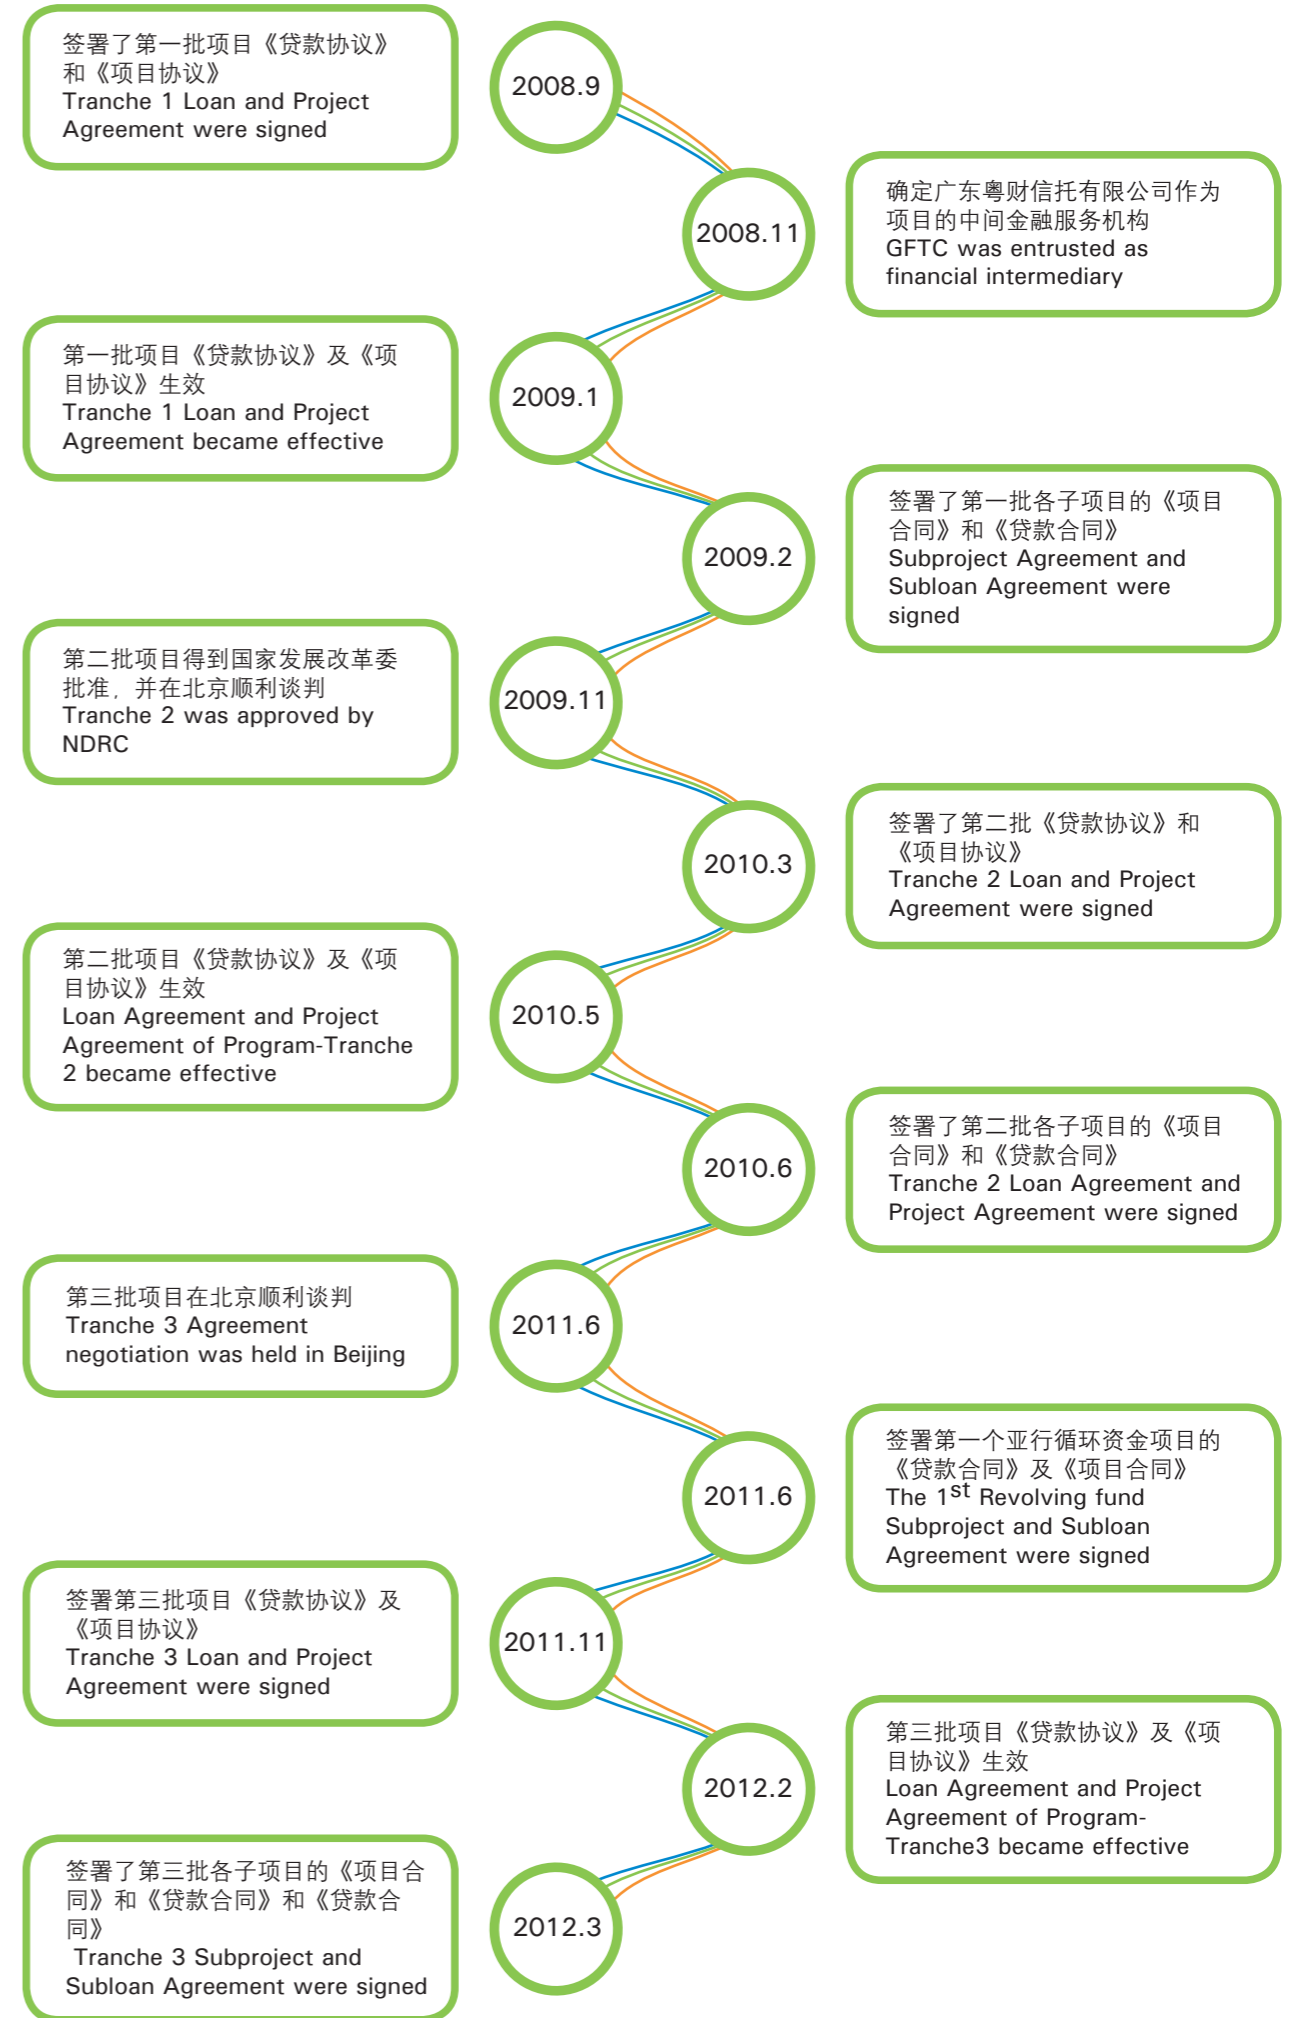 签署了第一批项目《贷款协议》
和《项目协议》
Tranche 1 Loan and Project
Agreement were signed
2008.9
2008.11
确定广东粤财信托有限公司作为
项目的中间金融服务机构
GFTC was entrusted as
financial intermediary
第一批项目《贷款协议》及《项
目协议》生效
Tranche 1 Loan and Project
Agreement became effective
2009.1
2009.2
签署了第一批各子项目的《项目
合同》和《贷款合同》
Subproject Agreement and
Subloan Agreement were
signed
第二批项目得到国家发展改革委
批准，并在北京顺利谈判
Tranche 2 was approved by
NDRC
2009.11
2010.3
签署了第二批《贷款协议》和
《项目协议》
Tranche 2 Loan and Project
Agreement were signed
第二批项目《贷款协议》及《项
目协议》生效
Loan Agreement and Project
Agreement of Program-Tranche
2 became effective
2010.5
2010.6
签署了第二批各子项目的《项目
合同》和《贷款合同》
Tranche 2 Loan Agreement and
Project Agreement were signed
第三批项目在北京顺利谈判
Tranche 3 Agreement
negotiation was held in Beijing
2011.6
2011.6
签署第一个亚行循环资金项目的
《贷款合同》及《项目合同》
The 1st Revolving fund
Subproject and Subloan
Agreement were signed
签署第三批项目《贷款协议》及
《项目协议》
Tranche 3 Loan and Project
Agreement were signed
2011.11
2012.2
第三批项目《贷款协议》及《项
目协议》生效
Loan Agreement and Project
Agreement of Program-
Tranche3 became effective
签署了第三批各子项目的《项目合
同》和《贷款合同》和《贷款合
同》
Tranche 3 Subproject and
Subloan Agreement were signed
2012.3